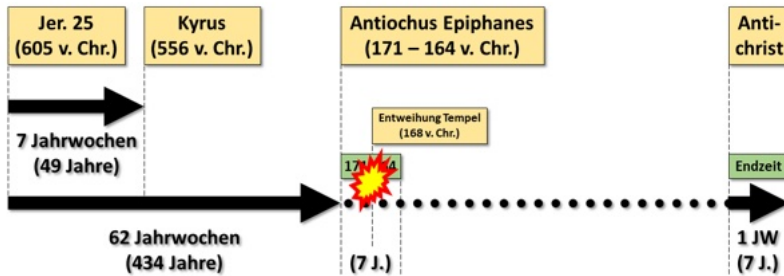 Jer. 25
(605 v. Chr.)
Kyrus
(556 v. Chr.)
Antiochus Epiphanes
(171 – 164 v. Chr.)
Anti-
christ
7 Jahrwochen
(49 Jahre)
Entweihung Tempel
(168 v. Chr.)
Endzeit
62 Jahrwochen
(434 Jahre)
(7 J.)
1 JW
(7 J.)